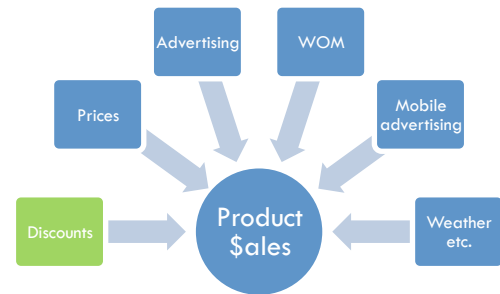 Advertising
WOM
Prices
Mobile
advertising
Discounts
Product
$ales
Weather
etc.